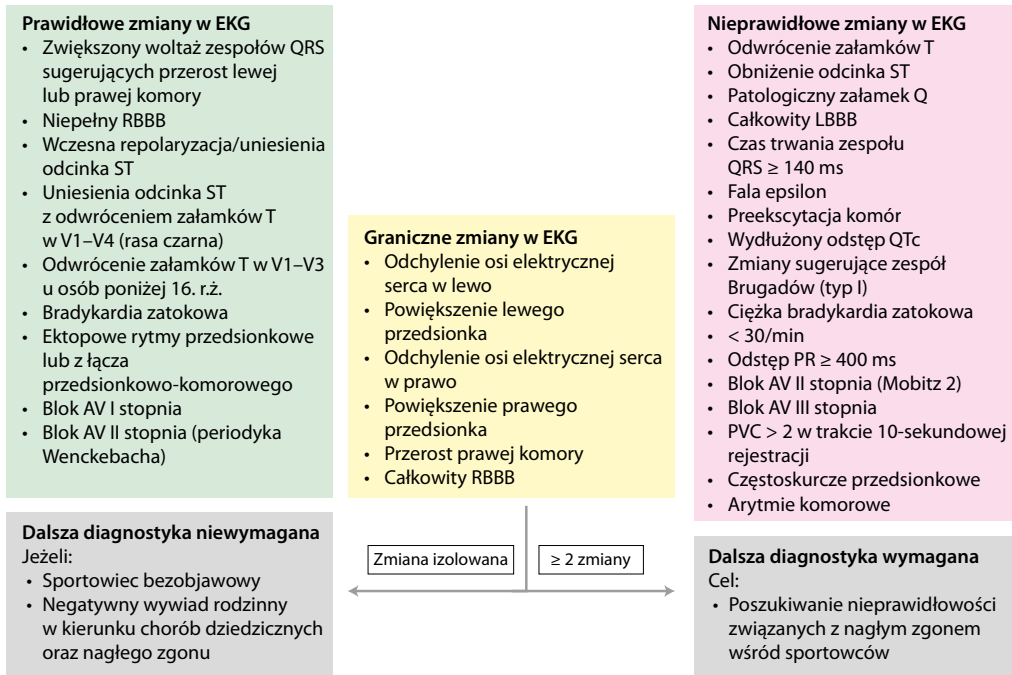 Prawidłowe zmiany w EKG
• Zwiększony woltaż zespołów QRS
sugerujących przerost lewej
lub prawej komory
• Niepełny RBBB
• Wczesna repolaryzacja/uniesienia
odcinka ST
• Uniesienia odcinka ST
z odwróceniem załamków T
w V1–V4 (rasa czarna)
• Odwrócenie załamków T w V1–V3
u osób poniżej 16. r.ż.
• Bradykardia zatokowa
• Ektopowe rytmy przedsionkowe
lub z łącza
przedsionkowo-komorowego
• Blok AV I stopnia
• Blok AV II stopnia (periodyka
Wenckebacha)
Dalsza diagnostyka niewymagana
Jeżeli:
• Sportowiec bezobjawowy
• Negatywny wywiad rodzinny
w kierunku chorób dziedzicznych
oraz nagłego zgonu
Graniczne zmiany w EKG
• Odchylenie osi elektrycznej
serca w lewo
• Powiększenie lewego
przedsionka
• Odchylenie osi elektrycznej serca
w prawo
• Powiększenie prawego
przedsionka
• Przerost prawej komory
• Całkowity RBBB
Zmiana izolowana
≥ 2 zmiany
Nieprawidłowe zmiany w EKG
• Odwrócenie załamków T
• Obniżenie odcinka ST
• Patologiczny załamek Q
• Całkowity LBBB
• Czas trwania zespołu
QRS ≥ 140 ms
• Fala epsilon
• Preekscytacja komór
• Wydłużony odstęp QTc
• Zmiany sugerujące zespół
Brugadów (typ I)
• Ciężka bradykardia zatokowa
• < 30/min
• Odstęp PR ≥ 400 ms
• Blok AV II stopnia (Mobitz 2)
• Blok AV III stopnia
• PVC > 2 w trakcie 10-sekundowej
rejestracji
• Częstoskurcze przedsionkowe
• Arytmie komorowe
Dalsza diagnostyka wymagana
Cel:
• Poszukiwanie nieprawidłowości
związanych z nagłym zgonem
wśród sportowców